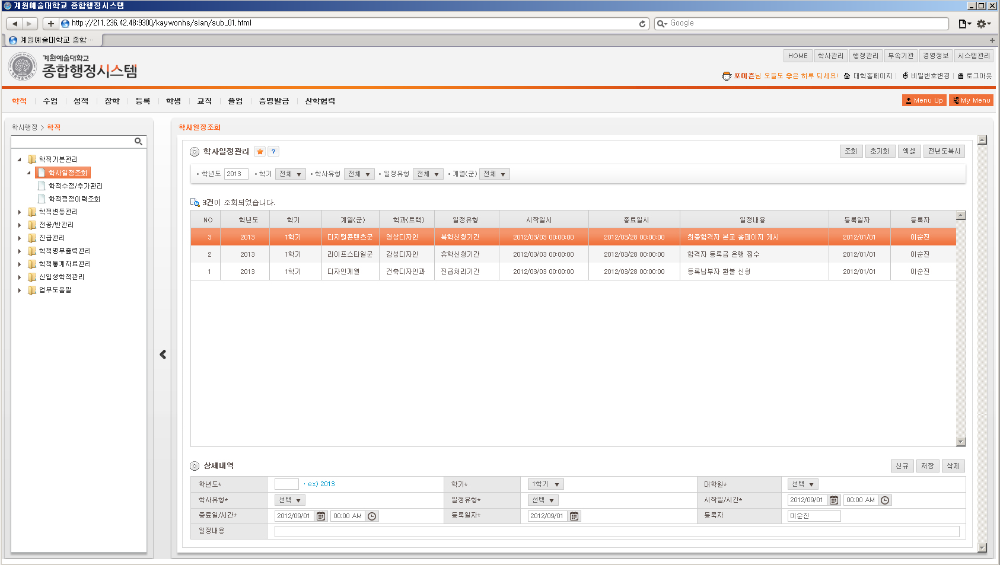 계원예술대학교 종합행정시스템
http://211.236.42.48:9300/kaywonhs/sian/sub_01.html
Google
계원예술대학교 종합···
계원예술대학교
종합행정시스템
HOME 학사관리 행정관리 부속기관 경영정보 시스템관리
포이즌님 오늘도 좋은 하루 되세요! 대학홈페이지 비밀번호변경 로그아웃
학적 수업 성적 장학 등록 학생 교직 졸업 증명발급 산학협력
Menu Up My Menu
학사행정 > 학적
학적기본관리
학사일정조회
학적수정/추가관리
학적정정이력조회
학적변동관리
전공/반관리
진급관리
학적명부출력관리
학적통계자료관리
신입생학적관리
업무도움말
학사일정조회
학사일정관리 ?
조회 초기화 엑셀 전년도복사
• 학년도 2013 • 학기 전체 • 학사유형 전체 • 일정유형 전체 • 계열(군) 전체
3건이 조회되었습니다.
NO 학년도 학기 계열(군) 학과(트랙) 일정유형 시작일시 종료일시 일정내용 등록일자 등록자
3 2013 1학기 디지털콘텐츠군 영상디자인 복학신청기간 2012/03/03 00:00:00 2012/03/28 00:00:00 최종합격자 본교 홈페이지 게시 2012/01/01 이순진
2 2013 1학기 라이프스타일군 감성디자인 휴학신청기간 2012/03/03 00:00:00 2012/03/28 00:00:00 합격자 등록금 은행 접수 2012/01/01 이순진
1 2013 1학기 디자인계열 건축디자인과 진급처리기간 2012/03/03 00:00:00 2012/03/28 00:00:00 등록납부자 환불 신청 2012/01/01 이순진
상세내역
신규 저장 삭제
학년도* · ex) 2013 학기* 1학기 대학원* 선택
학사유형* 선택 일정유형* 선택 시작일/시간* 2012/09/01 00:00 AM
종료일/시간* 2012/09/01 00:00 AM 등록일자* 2012/09/01 등록자 이순진
일정내용